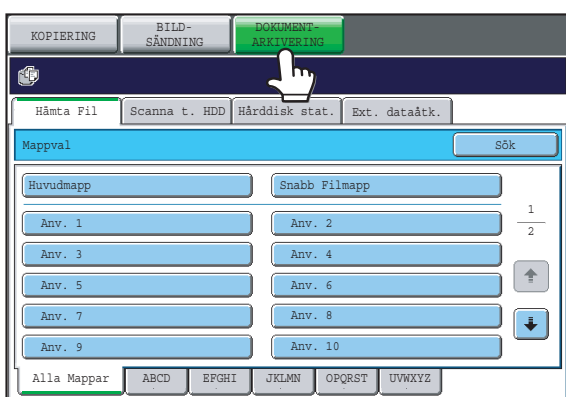 KOPIERING
BILD-
SÄNDNING
DOKUMENT-
ARKIVERING
Hämta Fil
Scanna t. HDD
Hårddisk stat.
Ext. dataåtk.
Mappval
Sök
Huvudmapp
Snabb Filmapp
Anv. 1
Anv. 2
Anv. 3
Anv. 4
Anv. 5
Anv. 6
Anv. 7
Anv. 8
Anv. 9
Anv. 10
1
2
Alla Mappar
ABCD
EFGHI
JKLMN
OPQRST
UVWXYZ